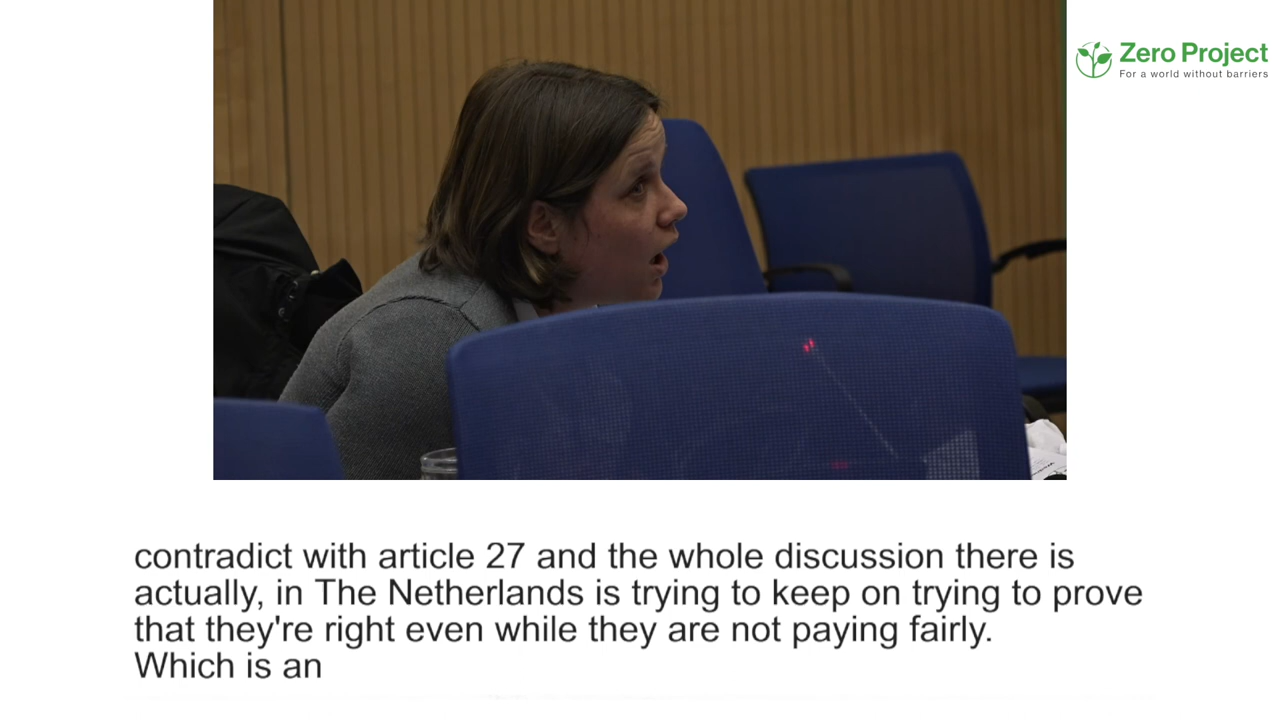 Zero Project
For a world without barriers
contradict with article 27 and the whole discussion there is
actually, in The Netherlands is trying to keep on trying to prove
that they're right even while they are not paying fairly.
Which is an